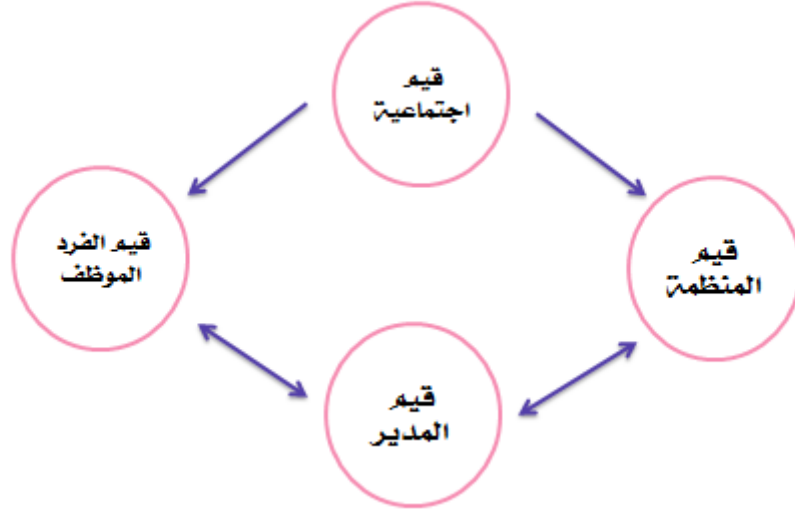 قيم
اجتماعية
قيم الفرد
الموظف
قيم
المنظمة
قيم
المدير